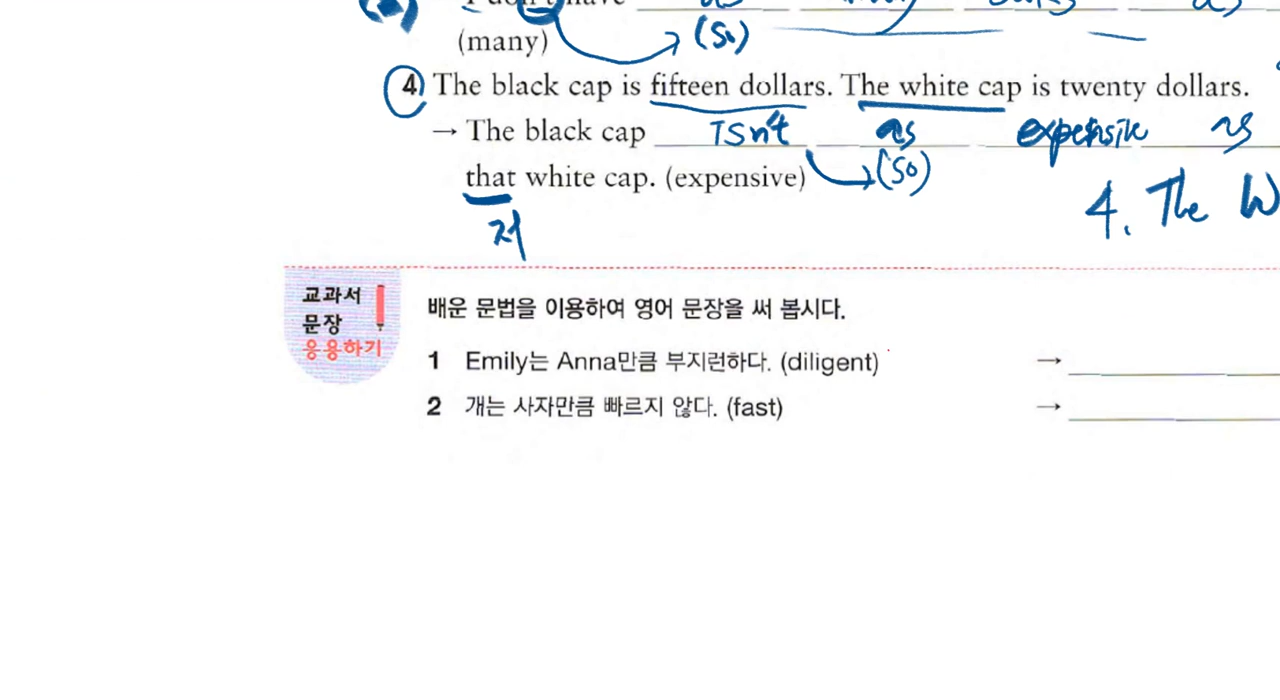 have
(many) (so)
4 The black cap is fifteen dollars. The white cap is twenty dollars.
→ The black cap isn't as expensive as
that white cap. (expensive) (so)
저 4. The W
교과서
문장
응용하기
배운 문법을 이용하여 영어 문장을 써 봅시다.
1 Emily는 Anna만큼 부지런하다. (diligent) →
2 개는 사자만큼 빠르지 않다. (fast) →